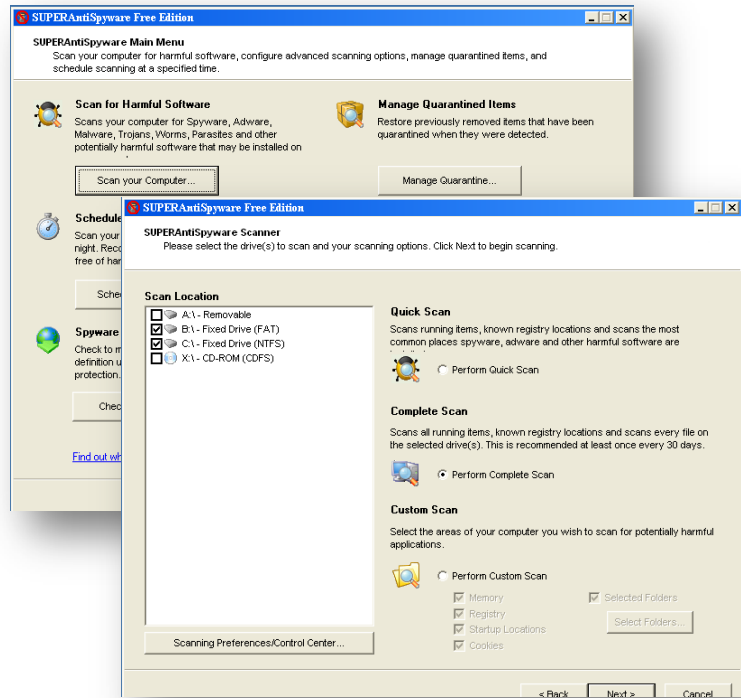 SUPERAntiSpyware Free Edition
SUPERAntiSpyware Main Menu
Scan your computer for harmful software, configure advanced scanning options, manage quarantined items, and
schedule scanning at a specified time.
Scan for Harmful Software
Scans your computer for Spyware, Adware,
Malware, Trojans, Worms, Parasites and other
potentially harmful software that may be installed on
Scan your Computer...
Manage Quarantined Items
Restore previously removed items that have been
quarantined when they were detected.
Manage Quarantine...
Schedule
Scan your
night. Reco
free of har
Sche
Spyware
Check to m
definition u
protection.
Chec
Find out wh
SUPERAntiSpyware Free Edition
SUPERAntiSpyware Scanner
Please select the drive(s) to scan and your scanning options. Click Next to begin scanning.
Scan Location
A:\ - Removable
B:\ - Fixed Drive (FAT)
C:\ - Fixed Drive (NTFS)
X:\ - CD-ROM (CDFS)
Scanning Preferences/Control Center...
Quick Scan
Scans running items, known registry locations and scans the most
common places spyware, adware and other harmful software are
Perform Quick Scan
Complete Scan
Scans all running items, known registry locations and scans every file on
the selected drive(s). This is recommended at least once every 30 days.
Perform Complete Scan
Custom Scan
Select the areas of your computer you wish to scan for potentially harmful
applications.
Perform Custom Scan
Memory
Selected Folders
Registry
Select Folders...
Startup Locations
Cookies
< Back
Next >
Cancel